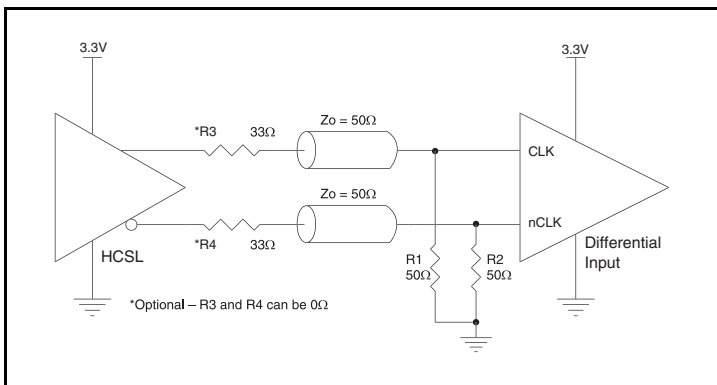 3.3V
3.3V
*R3 33Ω
Zo = 50Ω
CLK
Zo = 50Ω
nCLK
*R4 33Ω
HCSL
R1
50Ω
R2
50Ω
Differential
Input
*Optional – R3 and R4 can be 0Ω